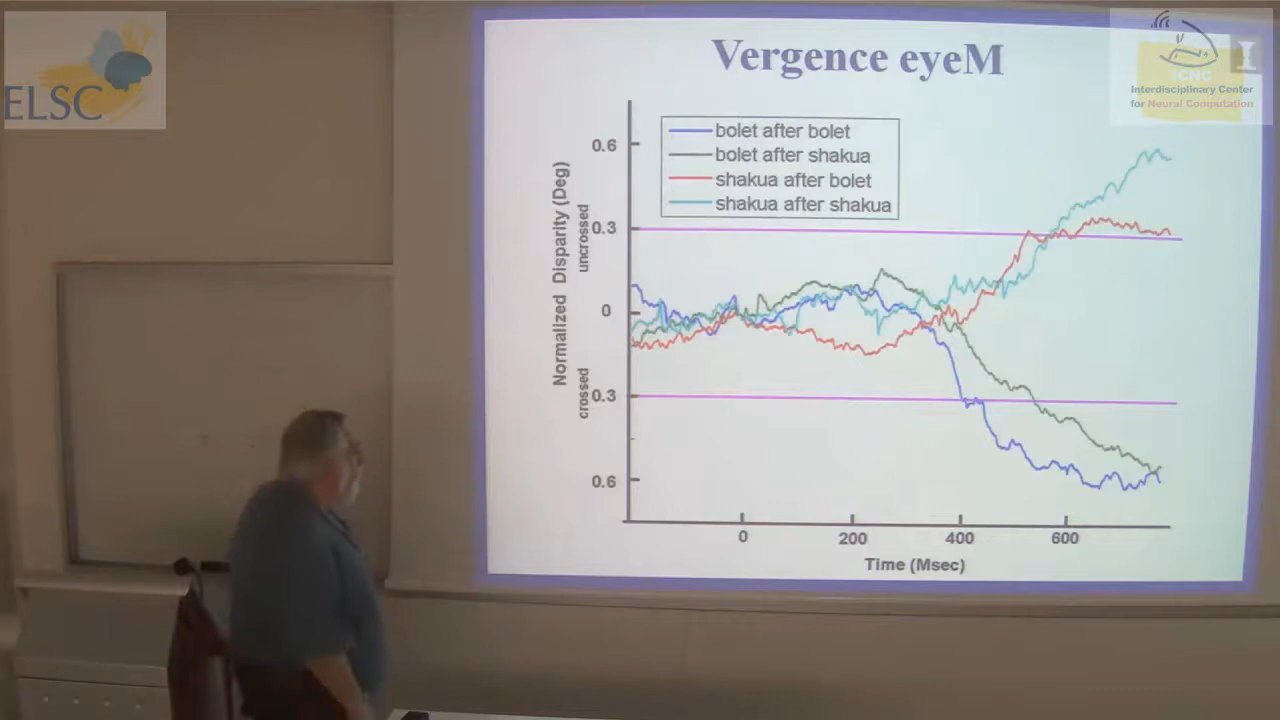 ELSC
ICNC
Interdisciplinary Center
for Neural Computation
Vergence eyeM
bolet after bolet
bolet after shakua
shakua after bolet
shakua after shakua
Normalized Disparity (Deg)
uncrossed
crossed
0.6
0.3
0
0.3
0.6
0
200
400
600
Time (Msec)